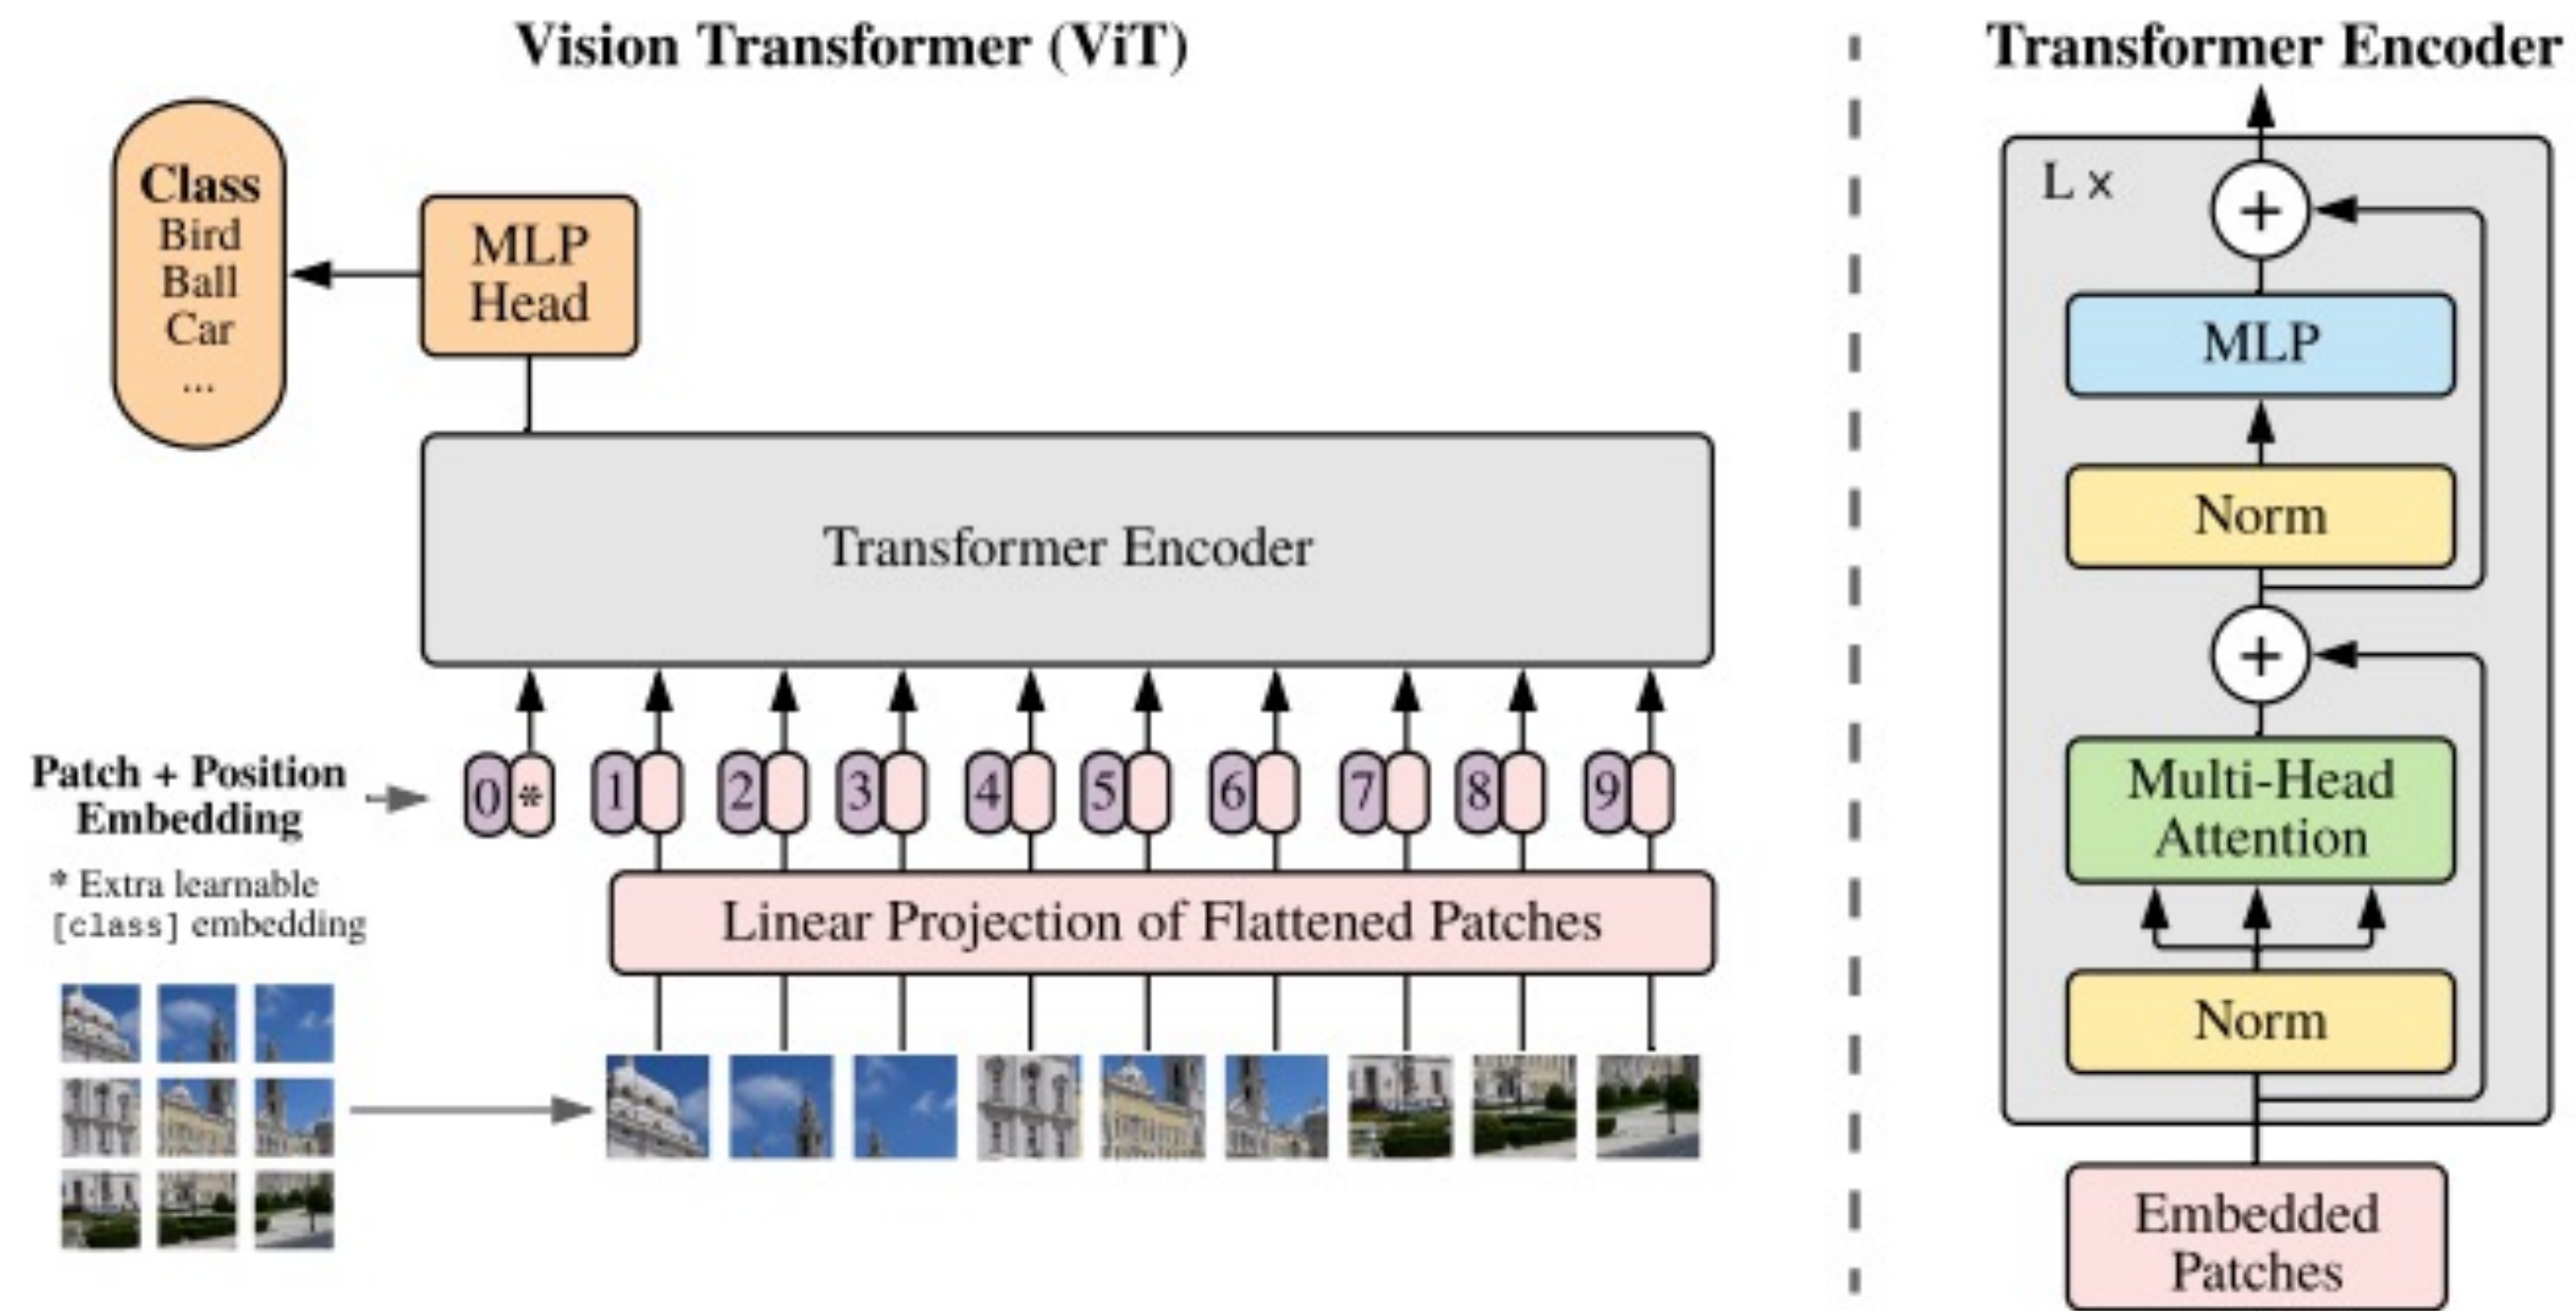 Vision Transformer (ViT)
Class
Bird
Ball
Car
...
MLP
Head
Transformer Encoder
Patch + Position
Embedding
* Extra learnable
[class] embedding
0 * 1 2 3 4 5 6 7 8 9
Linear Projection of Flattened Patches
Transformer Encoder
L x
+
MLP
Norm
+
Multi-Head
Attention
Norm
Embedded
Patches